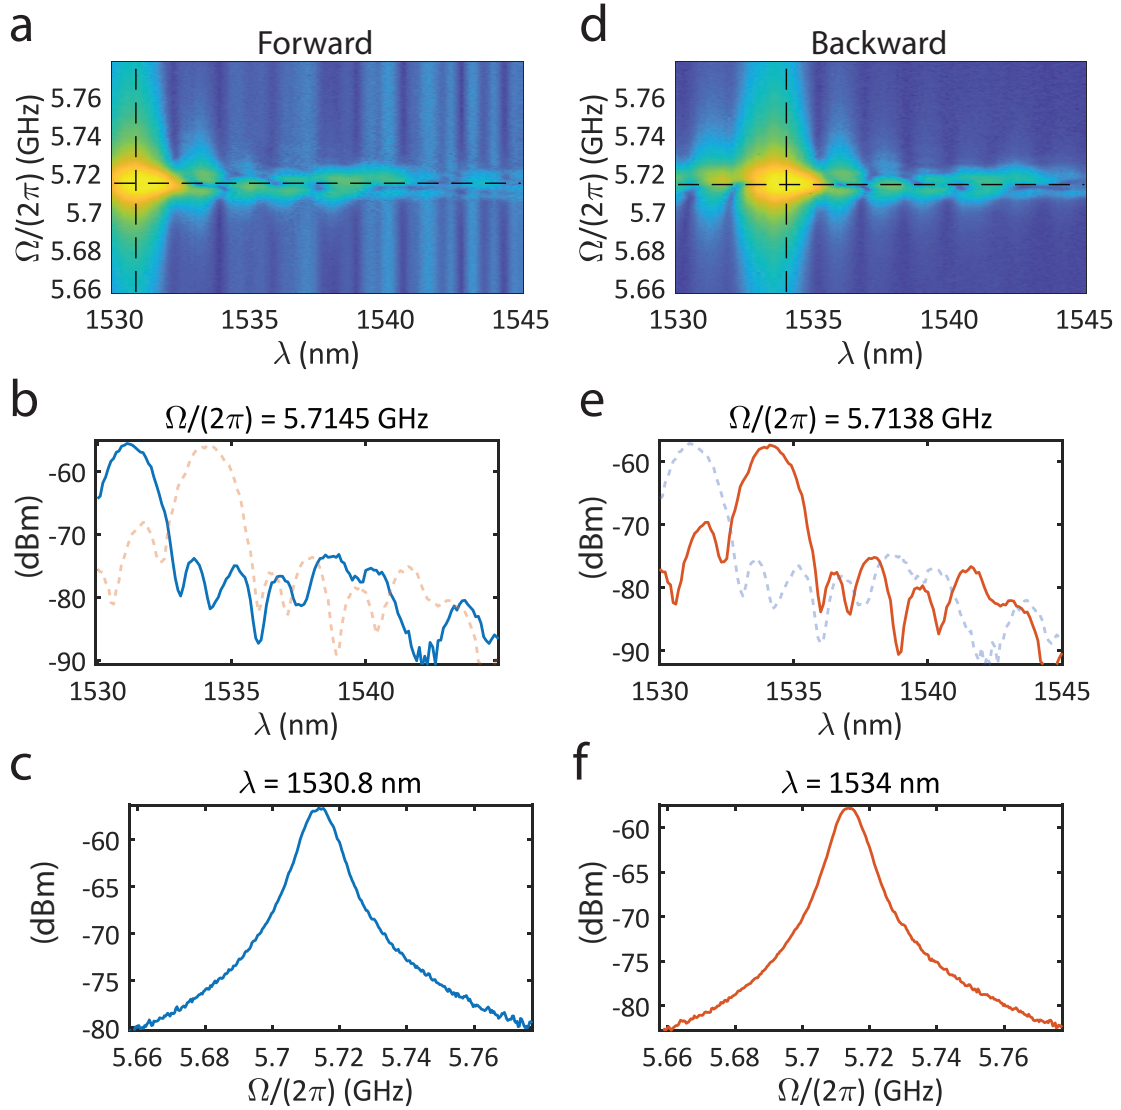 a
Forward
Ω/(2π) (GHz)
5.76
5.74
5.72
5.7
5.68
5.66
1530 1535 1540 1545
λ (nm)
d
Backward
Ω/(2π) (GHz)
5.76
5.74
5.72
5.7
5.68
5.66
1530 1535 1540 1545
λ (nm)
b
Ω/(2π) = 5.7145 GHz
(dBm)
-60
-70
-80
-90
1530 1535 1540
λ (nm)
e
Ω/(2π) = 5.7138 GHz
(dBm)
-60
-70
-80
-90
1530 1535 1540 1545
λ (nm)
c
λ = 1530.8 nm
(dBm)
-60
-65
-70
-75
-80
5.66 5.68 5.7 5.72 5.74 5.76
Ω/(2π) (GHz)
f
λ = 1534 nm
(dBm)
-60
-65
-70
-75
-80
5.66 5.68 5.7 5.72 5.74 5.76
Ω/(2π) (GHz)